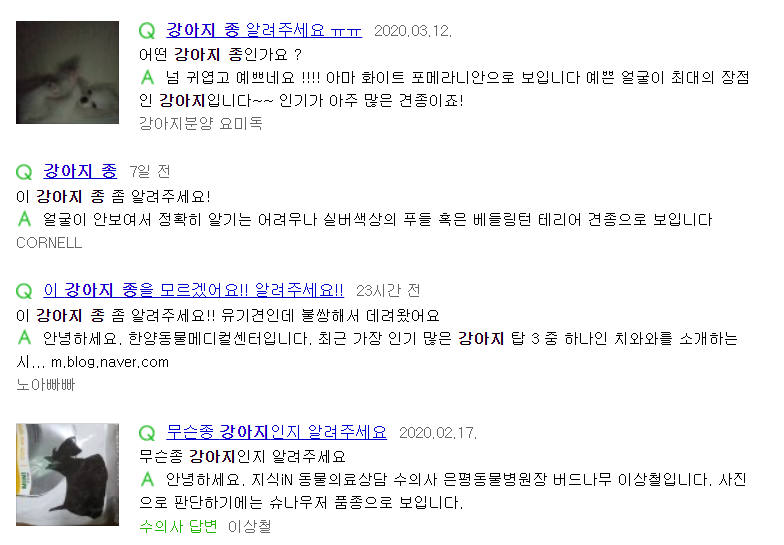 Q 강아지 종 알려주세요 ㅠㅠ 2020.03.12.
어떤 강아지 종인가요 ?
A 넘 귀엽고 예쁘네요 !!!! 아마 화이트 포메라니안으로 보입니다 예쁜 얼굴이 최대의 장점
인 강아지입니다~~ 인기가 아주 많은 견종이죠!
강아지분양 요미독
Q 강아지 종 7일 전
이 강아지 종 좀 알려주세요!
A 얼굴이 안보여서 정확히 알기는 어려우나 실버색상의 푸들 혹은 베들링턴 테리어 견종으로 보입니다
CORNELL
Q 이 강아지 종을 모르겠어요!! 알려주세요!! 23시간 전
이 강아지 종 좀 알려주세요!! 유기견인데 불쌍해서 데려왔어요
A 안녕하세요. 한양동물메디컬센터입니다. 최근 가장 인기 많은 강아지 탑 3 중 하나인 치와와를 소개하는
시... m.blog.naver.com
노아빠빠
Q 무슨종 강아지인지 알려주세요 2020.02.17.
무슨종 강아지인지 알려주세요
A 안녕하세요. 지식iN 동물의료상담 수의사 은평동물병원장 버드나무 이상철입니다. 사진
으로 판단하기에는 슈나우저 품종으로 보입니다.
수의사 답변 이상철